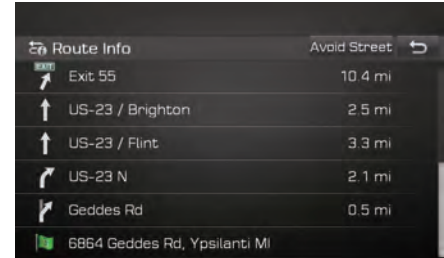 Route Info Avoid Street
EXIT
Exit 55 10.4 mi
US-23 / Brighton 2.5 mi
US-23 / Flint 3.3 mi
US-23 N 2.1 mi
Geddes Rd 0.5 mi
6864 Geddes Rd, Ypsilanti MI